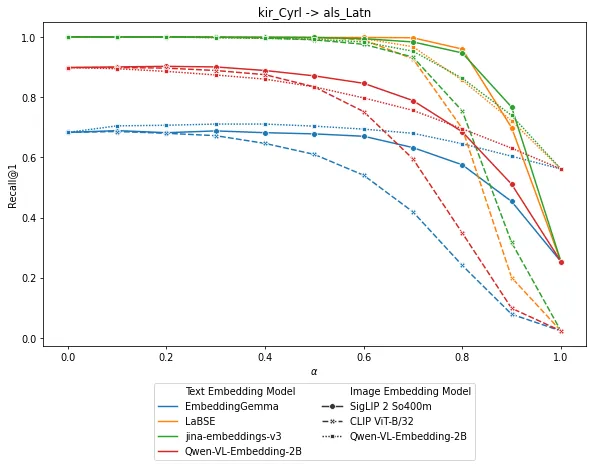 kir_Cyrl -> als_Latn
Recall@1
1.0
0.8
0.6
0.4
0.2
0.0
0.0 0.2 0.4 0.6 0.8 1.0
α
Text Embedding Model
EmbeddingGemma
LaBSE
jina-embeddings-v3
Qwen-VL-Embedding-2B
Image Embedding Model
SigLIP 2 So400m
CLIP ViT-B/32
Qwen-VL-Embedding-2B